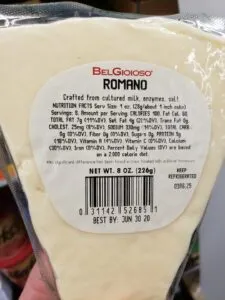 BELGIOIOSO®
ROMANO
Crafted from cultured milk, enzymes, salt.
NUTRITION FACTS Serv Size: 1 oz (28g/about 1 inch cube)
Servings: 8, Amount per Serving: CALORIES 100, Fat Cal. 60,
TOTAL FAT 7g (11%DV), Sat. Fat 4g (21%DV), Trans Fat 0g,
CHOLEST. 25mg (8%DV), SODIUM 330mg (14%DV), TOTAL CARB.
0g (0%DV), Fiber 0g (0%DV), Sugars 0g, PROTEIN 9g
Vitamin A (4%DV), Vitamin C (0%DV), Calcium
Iron (0%DV). Percent Daily Values (DV) are based
on a 2,000 calorie diet.
NET WT. 8 OZ. (226g)
KEEP
REFRIGERATED
0 31142 52605 1
BEST BY: JUN 30 20